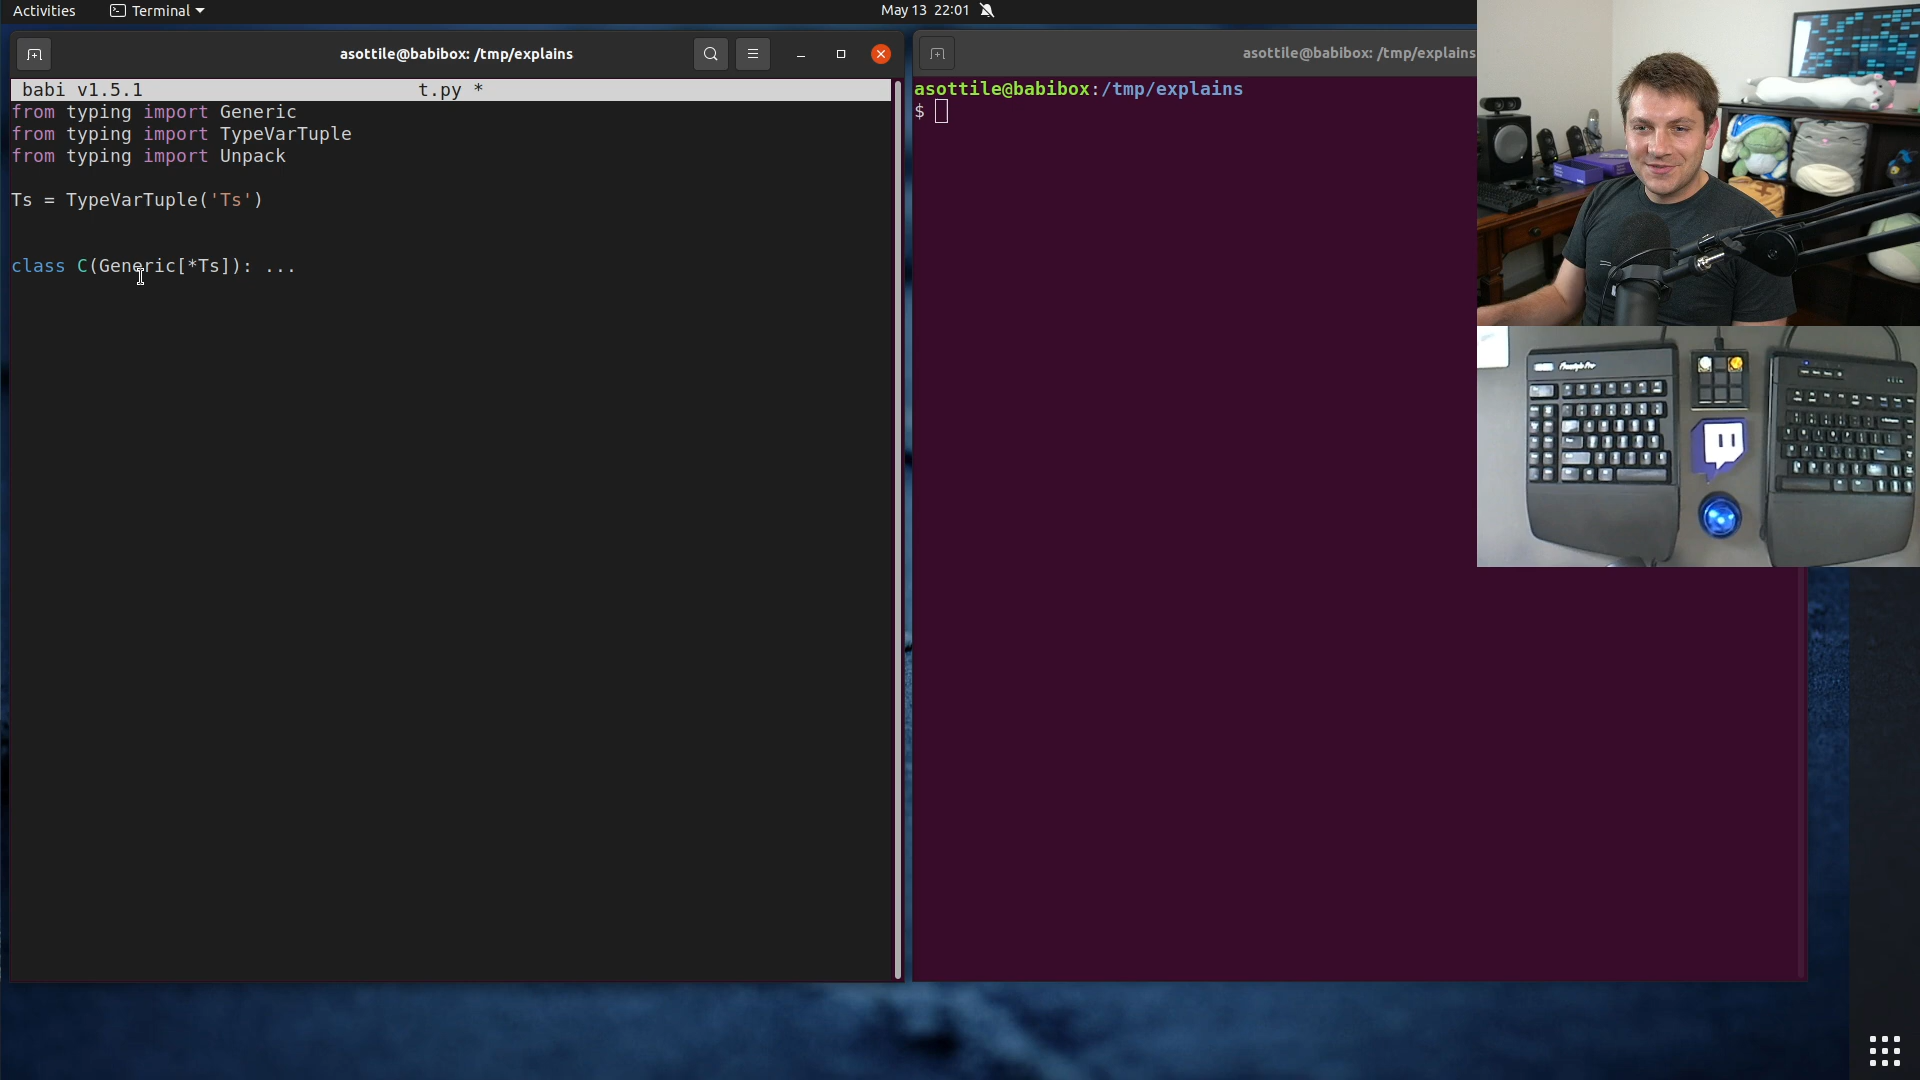 Activities
Terminal
May 13 22:01
asottile@babibox: /tmp/explains
babi v1.5.1 t.py *
from typing import Generic
from typing import TypeVarTuple
from typing import Unpack
Ts = TypeVarTuple('Ts')
class C(Generic[*Ts]): ...
asottile@babibox: /tmp/explains
asottile@babibox:/tmp/explains
$